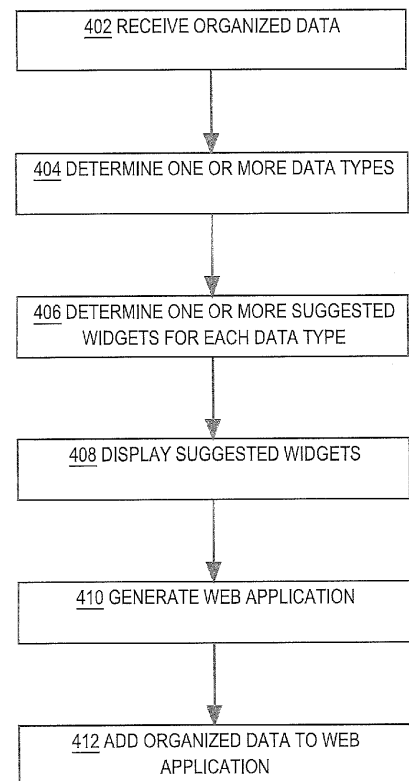 402 RECEIVE ORGANIZED DATA
404 DETERMINE ONE OR MORE DATA TYPES
406 DETERMINE ONE OR MORE SUGGESTED
WIDGETS FOR EACH DATA TYPE
408 DISPLAY SUGGESTED WIDGETS
410 GENERATE WEB APPLICATION
412 ADD ORGANIZED DATA TO WEB
APPLICATION